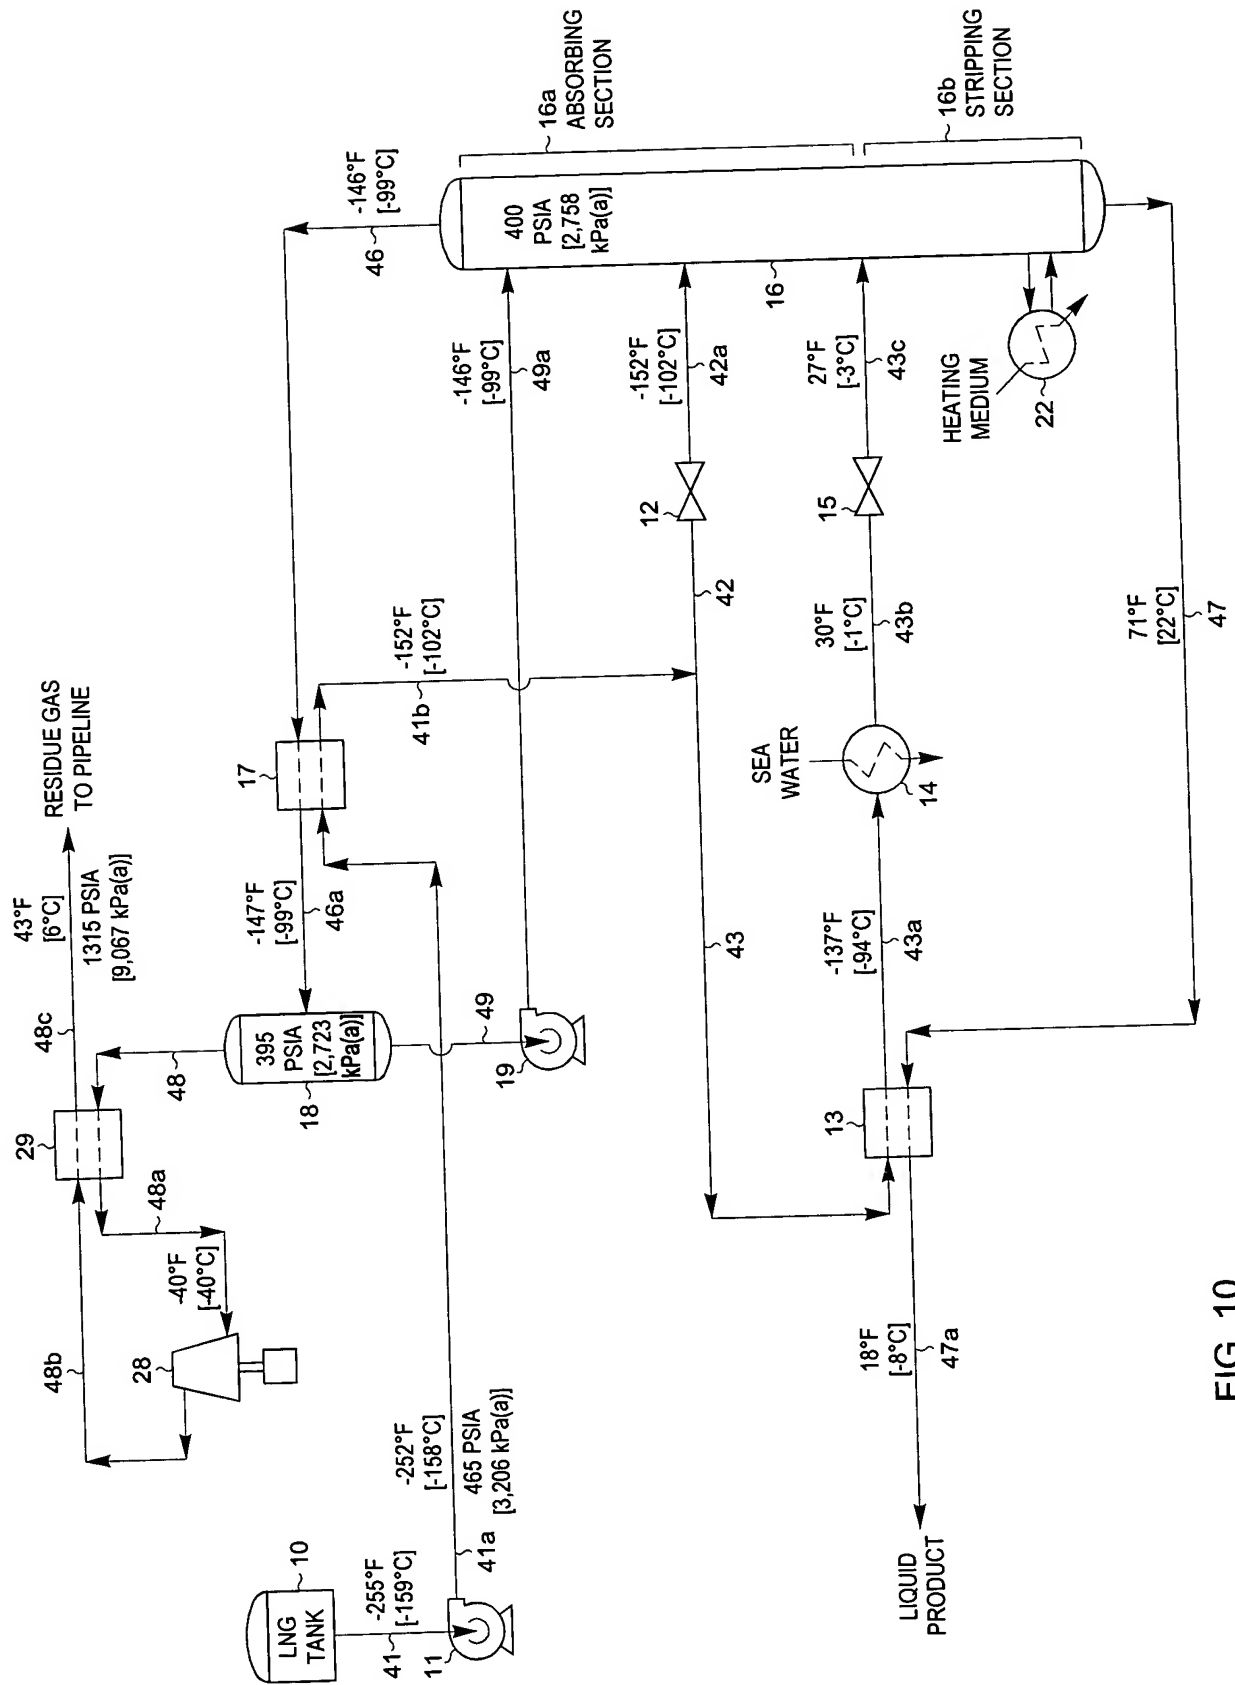 43°F
[6°C]
RESIDUE GAS
TO PIPELINE
1315 PSIA
[9,067 kPa(a)]
48c
29
48
48a
-40°F
[-40°C]
48b
28
395
PSIA
[2,723
kPa(a)]
18
-147°F
[-99°C]
46a
17
-146°F
[-99°C]
46
16a
ABSORBING
SECTION
400
PSIA
[2,758
kPa(a)]
16b
STRIPPING
SECTION
16
LNG
TANK
10
-255°F
[-159°C]
41
11
41a
-252°F
[-158°C]
465 PSIA
[3,206 kPa(a)]
49
19
-152°F
[-102°C]
41b
-146°F
[-99°C]
49a
12
42
-152°F
[-102°C]
42a
43
13
-137°F
[-94°C]
43a
SEA
WATER
14
30°F
[-1°C]
43b
15
27°F
[-3°C]
43c
HEATING
MEDIUM
22
71°F
[22°C]
47
18°F
[-8°C]
47a
LIQUID
PRODUCT
FIG. 10